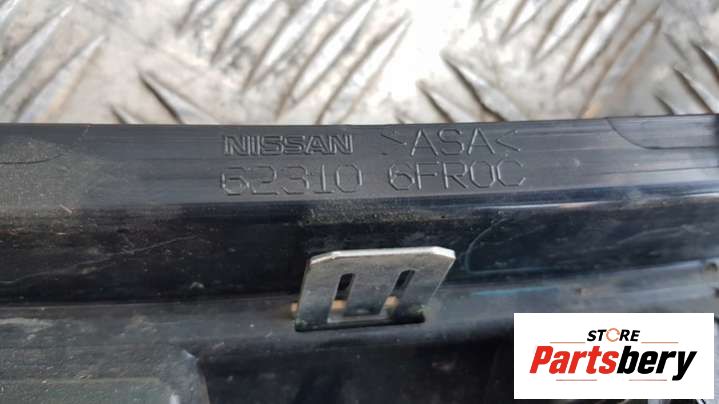 NISSAN >ASA<
62310 6FR0C
STORE
Partsbery